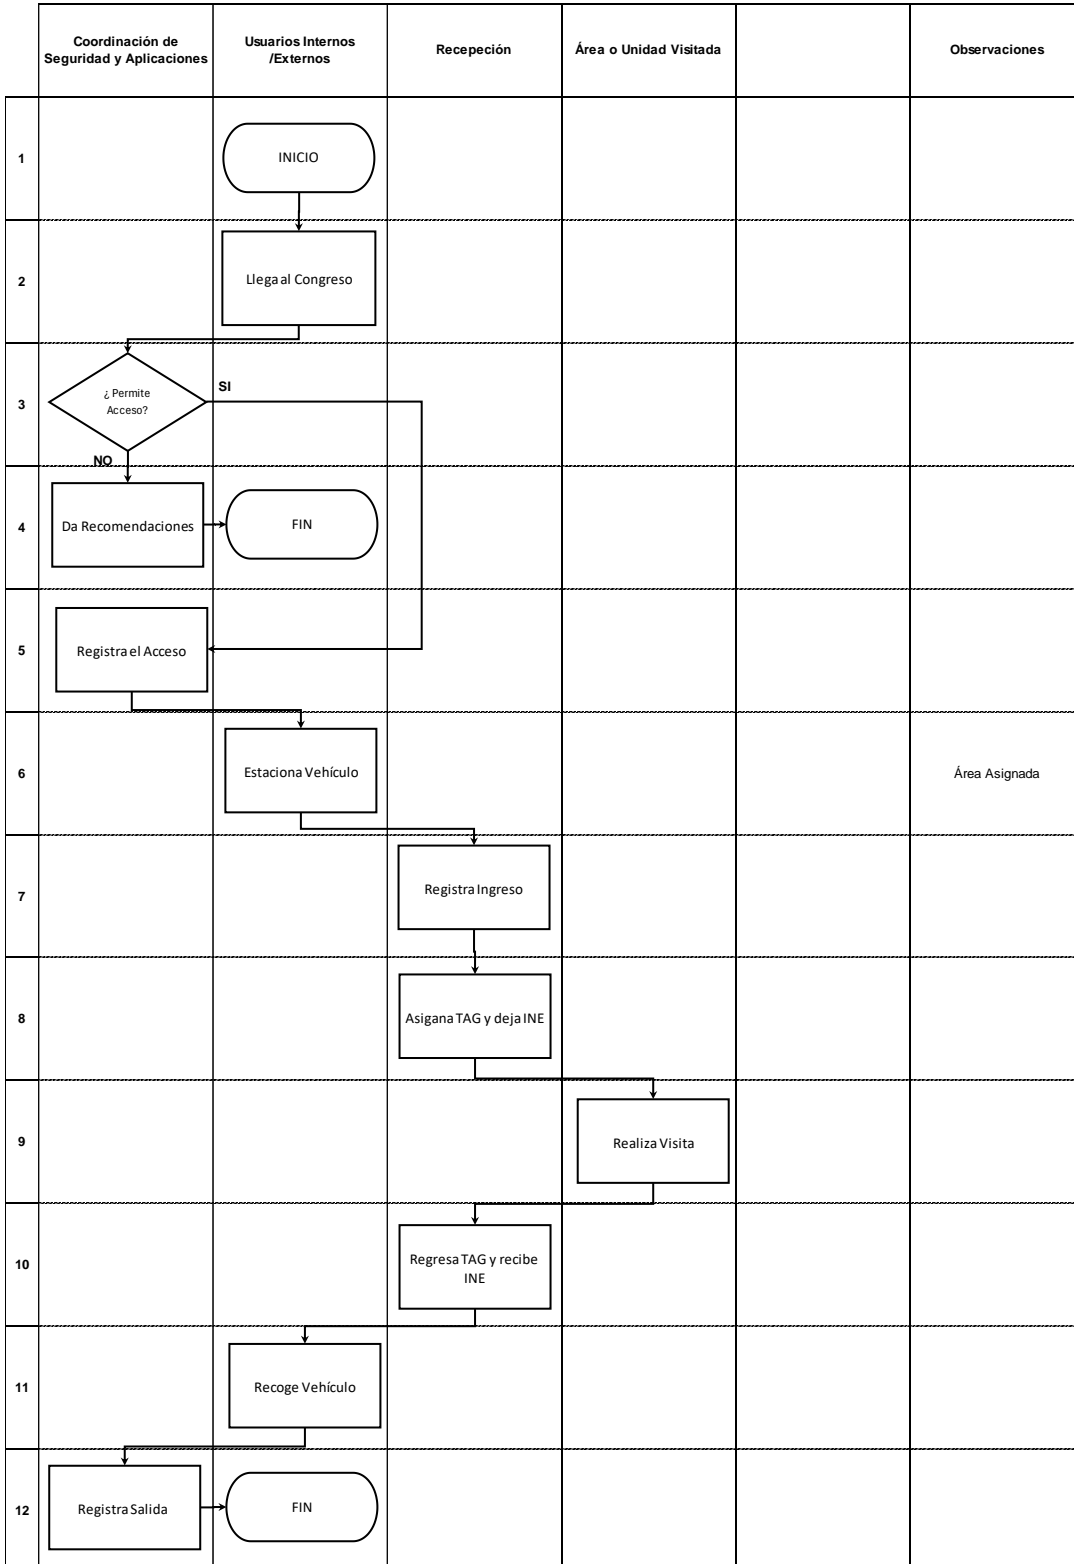 Coordinación de
Seguridad y Aplicaciones
Usuarios Internos
/Externos
Recepeción
Área o Unidad Visitada
Observaciones
1
INICIO
2
Llega al Congreso
3
¿ Permite
Acceso?
SI
NO
4
Da Recomendaciones
FIN
5
Registra el Acceso
6
Estaciona Vehículo
Área Asignada
7
Registra Ingreso
8
Asigana TAG y deja INE
9
Realiza Visita
10
Regresa TAG y recibe
INE
11
Recoge Vehículo
12
Registra Salida
FIN